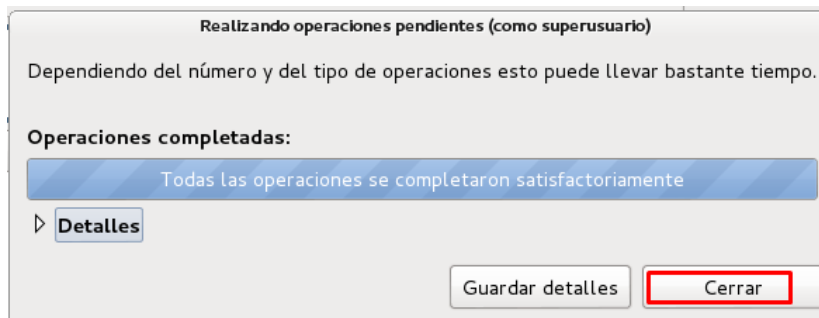 Realizando operaciones pendientes (como superusuario)
Dependiendo del número y del tipo de operaciones esto puede llevar bastante tiempo.
Operaciones completadas:
Todas las operaciones se completaron satisfactoriamente
Detalles
Guardar detalles
Cerrar